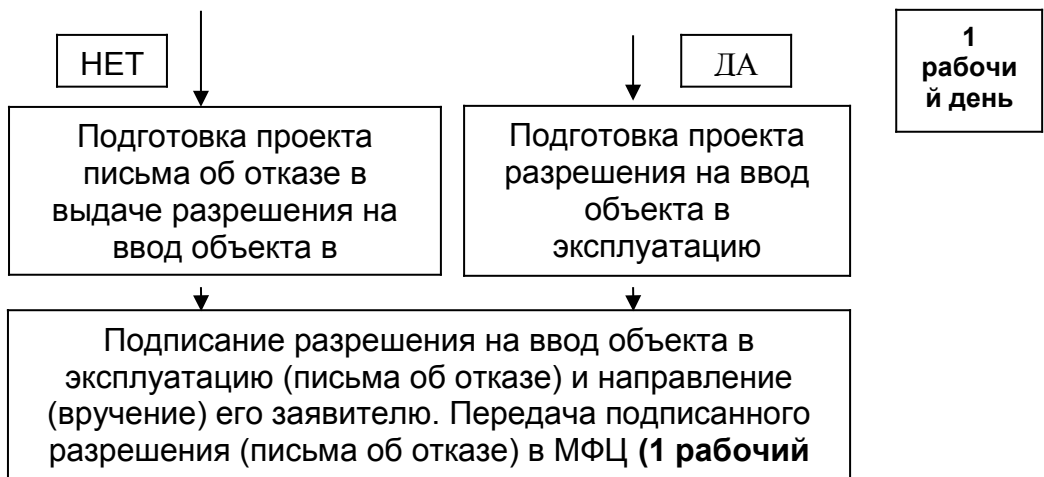 НЕТ
ДА
1
рабочи
й день
Подготовка проекта
письма об отказе в
выдаче разрешения на
ввод объекта в
Подготовка проекта
разрешения на ввод
объекта в
эксплуатацию
Подписание разрешения на ввод объекта в
эксплуатацию (письма об отказе) и направление
(вручение) его заявителю. Передача подписанного
разрешения (письма об отказе) в МФЦ (1 рабочий